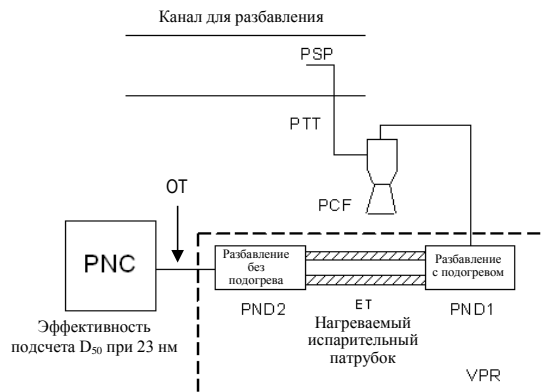 Канал для разбавления
PSP
PTT
PCF
OT
PNC
Разбавление
без
подогрева
Разбавление
с подогревом
PND2
ET
PND1
Нагреваемый
испарительный
патрубок
Эффективность
подсчета D₅₀ при 23 нм
VPR